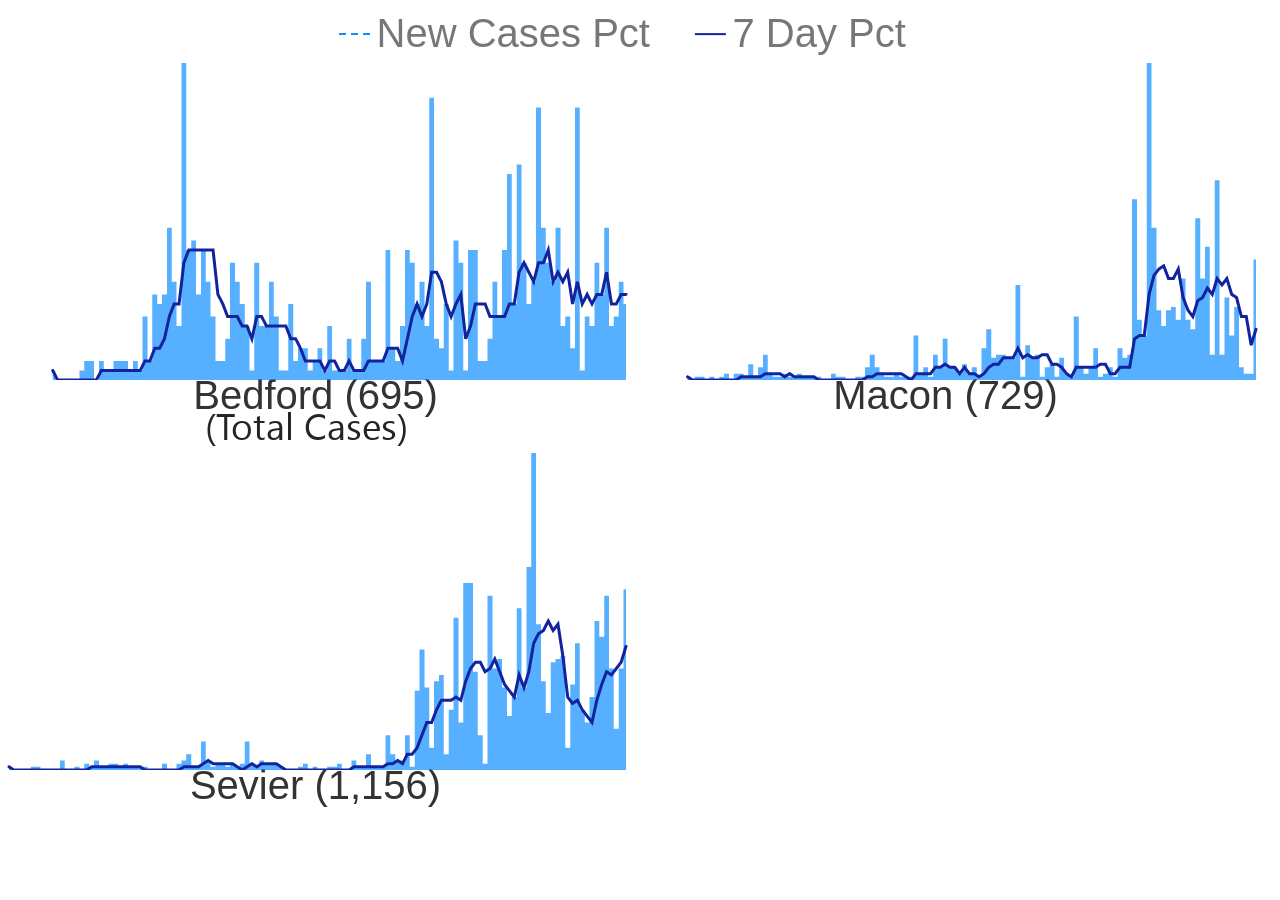 New Cases Pct 7 Day Pct
Bedford (695)
(Total Cases)
Macon (729)
Sevier (1,156)